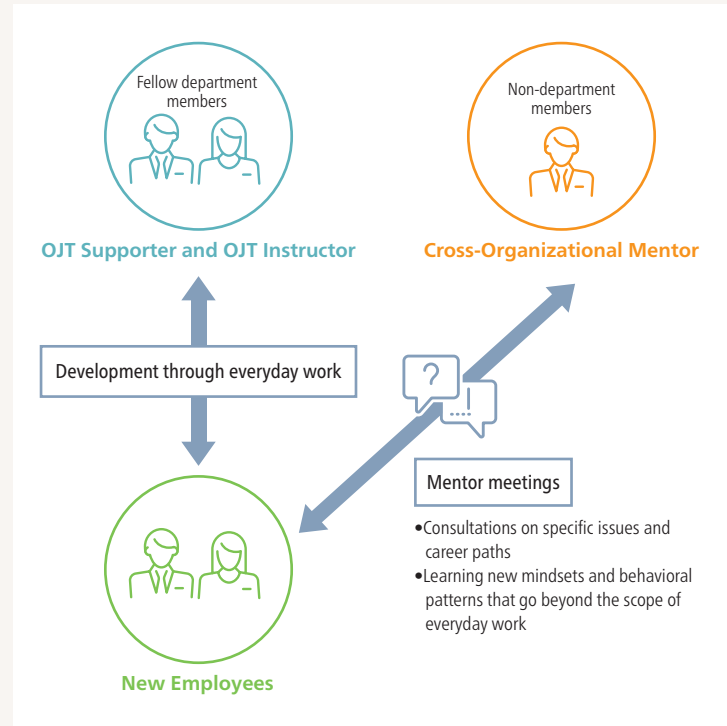 Fellow department
members
OJT Supporter and OJT Instructor
Non-department
members
Cross-Organizational Mentor
Development through everyday work
?
!
Mentor meetings
•Consultations on specific issues and
career paths
•Learning new mindsets and behavioral
patterns that go beyond the scope of
everyday work
New Employees